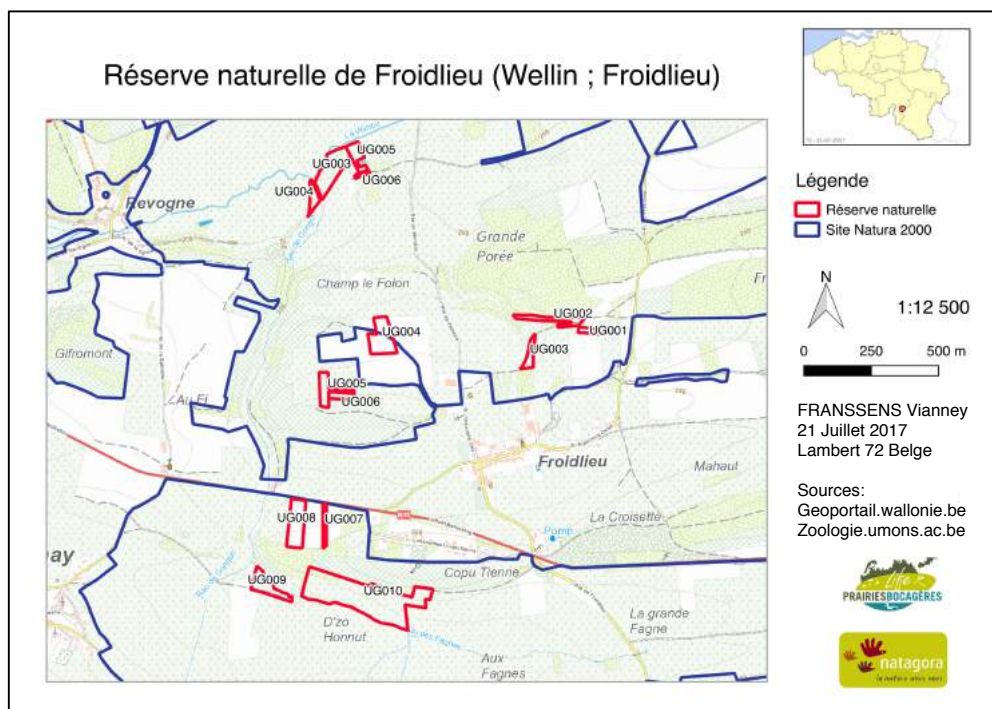 Réserve naturelle de Froidlieu (Wellin ; Froidlieu)
UG005
UG003
UG006
UG004
Revogne
Grande
Porée
Champ le Folon
UG002
UG001
UG004
UG003
Gifromont
UG005
UG006
Au Fi
Froidlieu
Mahaut
UG008
UG007
La Croisette
Copu Tienne
UG009
UG010
D'zo
Honnut
La grande
Fagne
Aux
Fagnes
Légende
Réserve naturelle
Site Natura 2000
N
1:12 500
0 250 500 m
FRANSSENS Vianney
21 Juillet 2017
Lambert 72 Belge
Sources:
Geoportail.wallonie.be
Zoologie.umons.ac.be
Life
PRAIRIESBOCAGÈRES
natagora